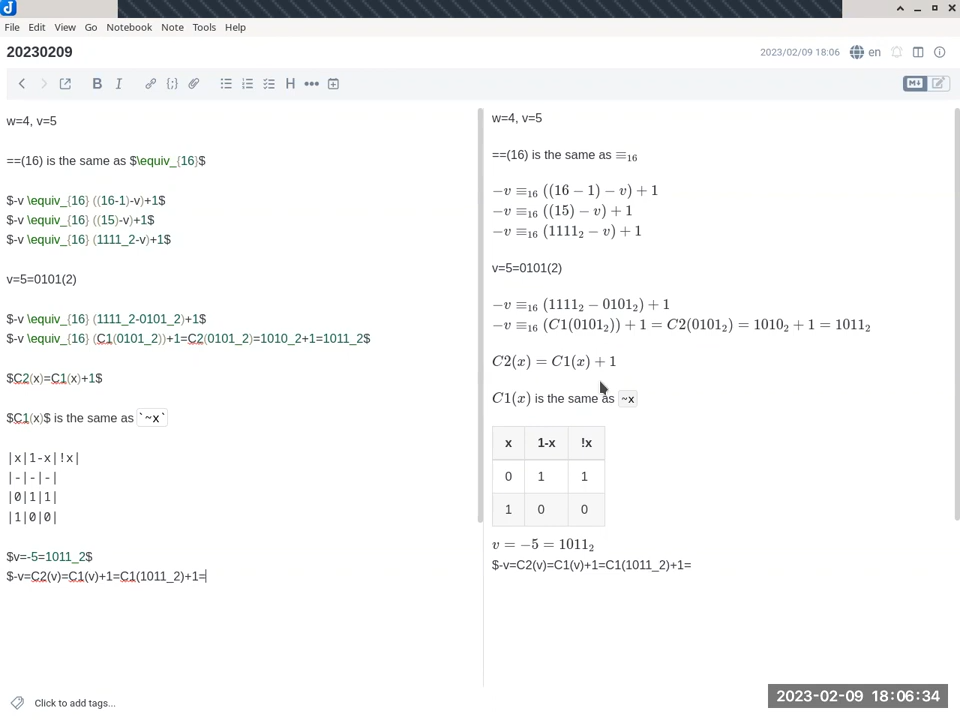 File Edit View Go Notebook Note Tools Help
20230209
2023/02/09 18:06 en
B I {;} H M↓
w=4, v=5
==(16) is the same as $\equiv_{16}$
$-v \equiv_{16} ((16-1)-v)+1$
$-v \equiv_{16} ((15)-v)+1$
$-v \equiv_{16} (1111_2-v)+1$
v=5=0101(2)
$-v \equiv_{16} (1111_2-0101_2)+1$
$-v \equiv_{16} (C1(0101_2))+1=C2(0101_2)=1010_2+1=1011_2$
$C2(x)=C1(x)+1$
$C1(x)$ is the same as `~x`
|x|1-x|!x|
|-|-|-|
|0|1|1|
|1|0|0|
$v=-5=1011_2$
$-v=C2(v)=C1(v)+1=C1(1011_2)+1=
w=4, v=5
==(16) is the same as ≡₁₆
−v ≡₁₆ ((16 − 1) − v) + 1
−v ≡₁₆ ((15) − v) + 1
−v ≡₁₆ (1111₂ − v) + 1
v=5=0101(2)
−v ≡₁₆ (1111₂ − 0101₂) + 1
−v ≡₁₆ (C1(0101₂)) + 1 = C2(0101₂) = 1010₂ + 1 = 1011₂
C2(x) = C1(x) + 1
C1(x) is the same as ~x
x 1-x !x
0 1 1
1 0 0
v = −5 = 1011₂
$-v=C2(v)=C1(v)+1=C1(1011_2)+1=
Click to add tags...
2023-02-09 18:06:34